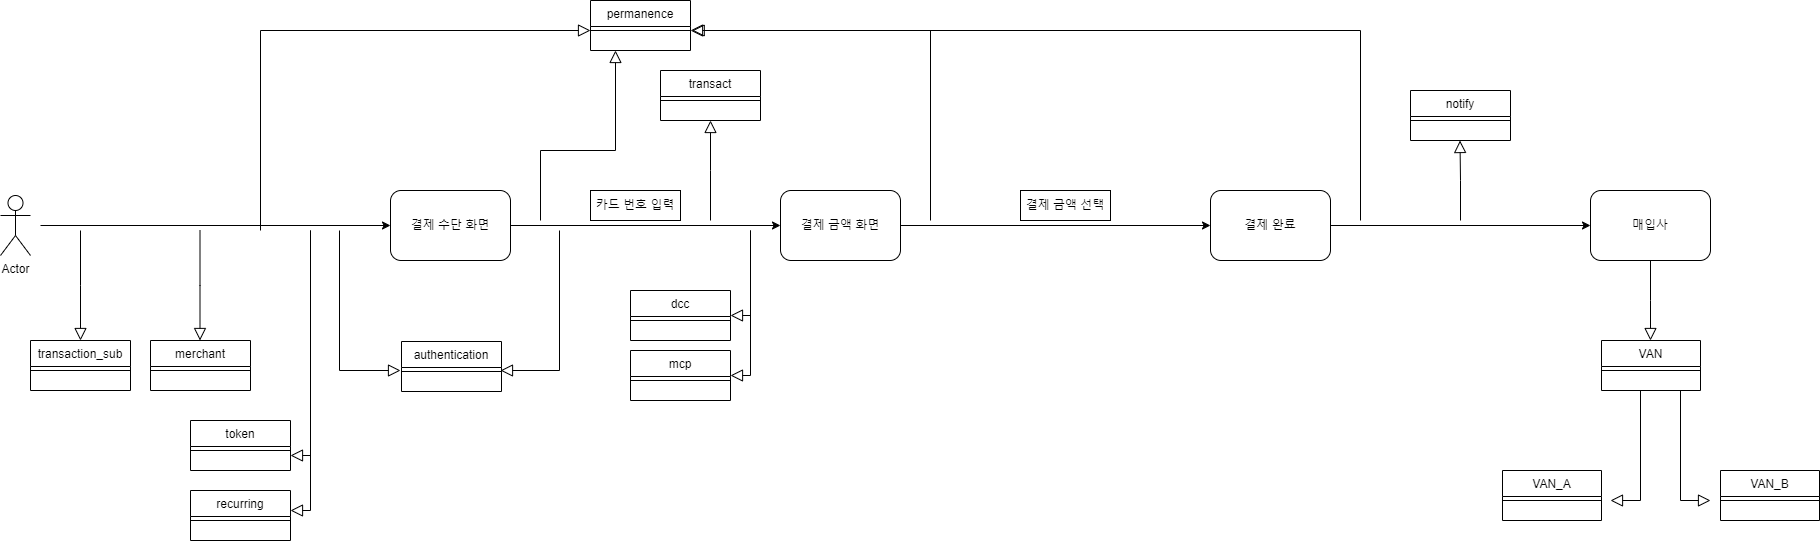 permanence
transact
notify
카드 번호 입력
결제 금액 선택
Actor
결제 수단 화면
결제 금액 화면
결제 완료
매입사
dcc
mcp
transaction_sub
merchant
authentication
VAN
token
recurring
VAN_A
VAN_B